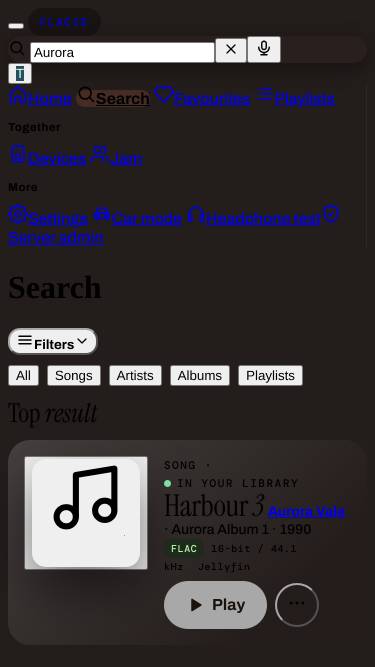 FLAC48
Aurora
T
Home Search Favourites Playlists
Together
Devices Jam
More
Settings Car mode Headphone test
Server admin
Search
Filters
All Songs Artists Albums Playlists
Top result
SONG ·
IN YOUR LIBRARY
Harbour 3 Aurora Vale
· Aurora Album 1 · 1990
FLAC 16-bit / 44.1
kHz Jellyfin
Play